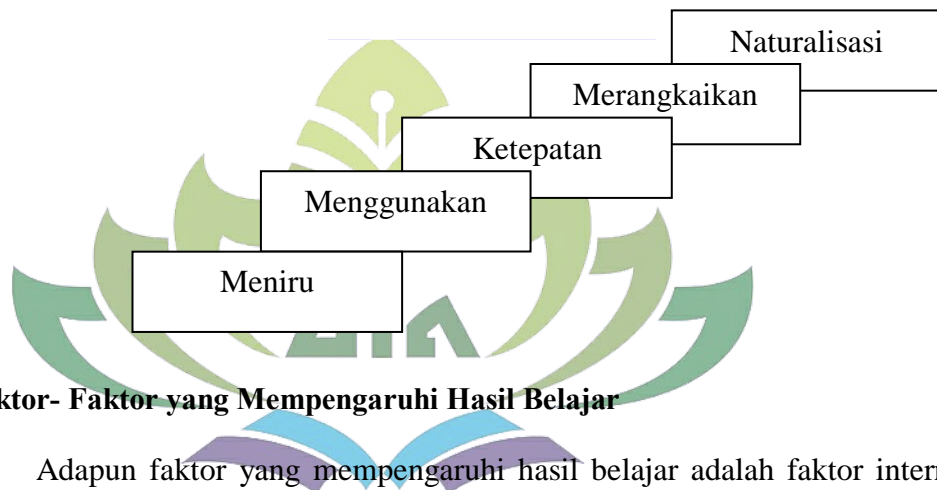 Naturalisasi
Merangkaikan
Ketepatan
Menggunakan
Meniru
ktor- Faktor yang Mempengaruhi Hasil Belajar
Adapun faktor yang mempengaruhi hasil belajar adalah faktor inter